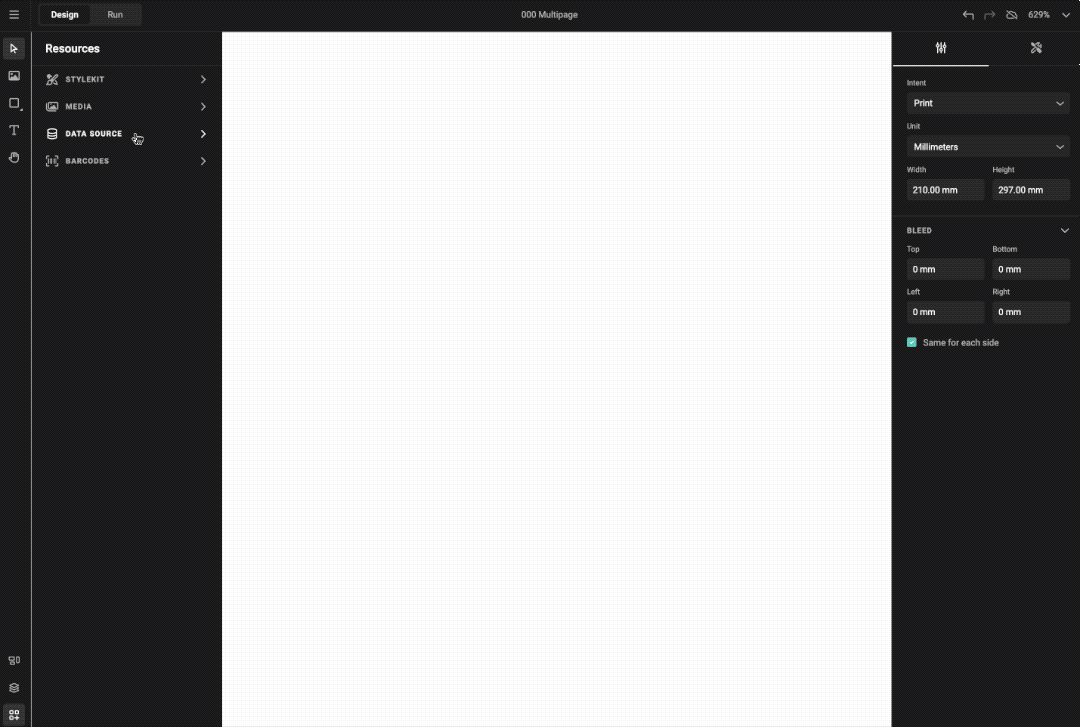 Design Run 000 Multipage 629%
Resources
STYLEKIT
MEDIA
DATA SOURCE
BARCODES
Intent
Print
Unit
Millimeters
Width Height
210.00 mm 297.00 mm
BLEED
Top Bottom
0 mm 0 mm
Left Right
0 mm 0 mm
Same for each side